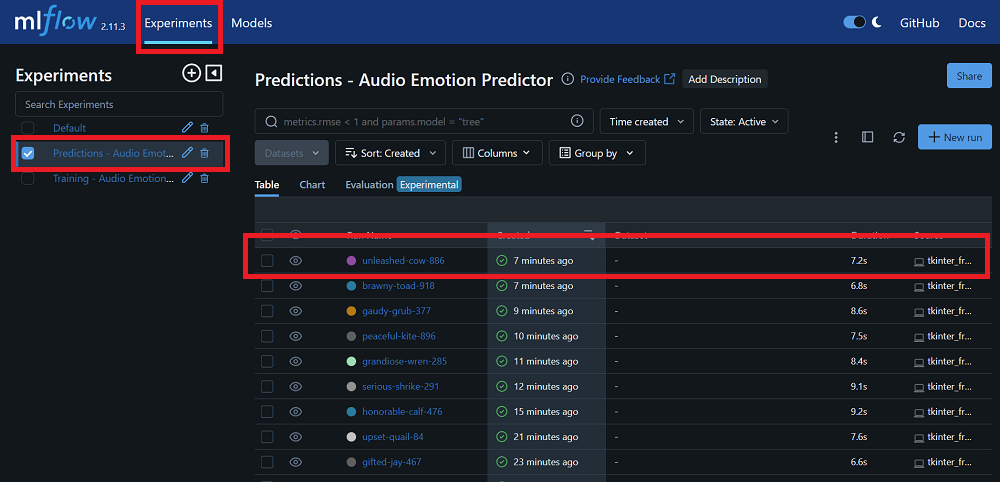 mlflow 2.11.3 Experiments Models GitHub Docs
Experiments
Search Experiments
Default
Predictions - Audio Emot...
Training - Audio Emotion...
Predictions - Audio Emotion Predictor Provide Feedback Add Description Share
metrics.rmse < 1 and params.model = "tree" Time created State: Active
Datasets Sort: Created Columns Group by New run
Table Chart Evaluation Experimental
Run Name Created Dataset Duration Source
unleashed-cow-886 7 minutes ago - 7.2s tkinter_fr...
brawny-toad-918 7 minutes ago - 6.8s tkinter_fr...
gaudy-grub-377 9 minutes ago - 8.6s tkinter_fr...
peaceful-kite-896 10 minutes ago - 7.5s tkinter_fr...
grandiose-wren-285 11 minutes ago - 8.4s tkinter_fr...
serious-shrike-291 12 minutes ago - 9.1s tkinter_fr...
honorable-calf-476 15 minutes ago - 9.2s tkinter_fr...
upset-quail-84 21 minutes ago - 7.6s tkinter_fr...
gifted-jay-467 23 minutes ago - 6.6s tkinter_fr...